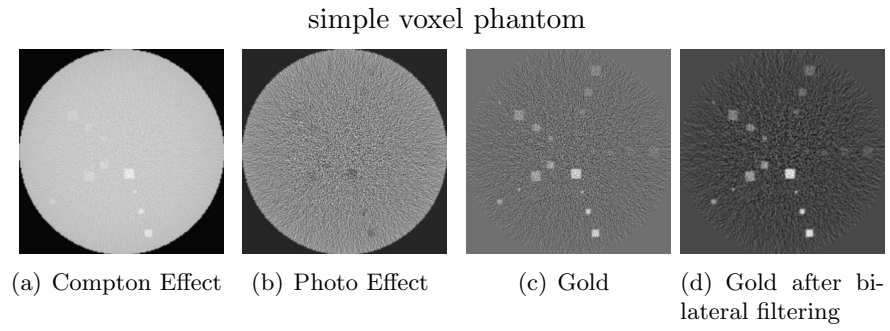 simple voxel phantom
(a) Compton Effect
(b) Photo Effect
(c) Gold
(d) Gold after bi-
lateral filtering